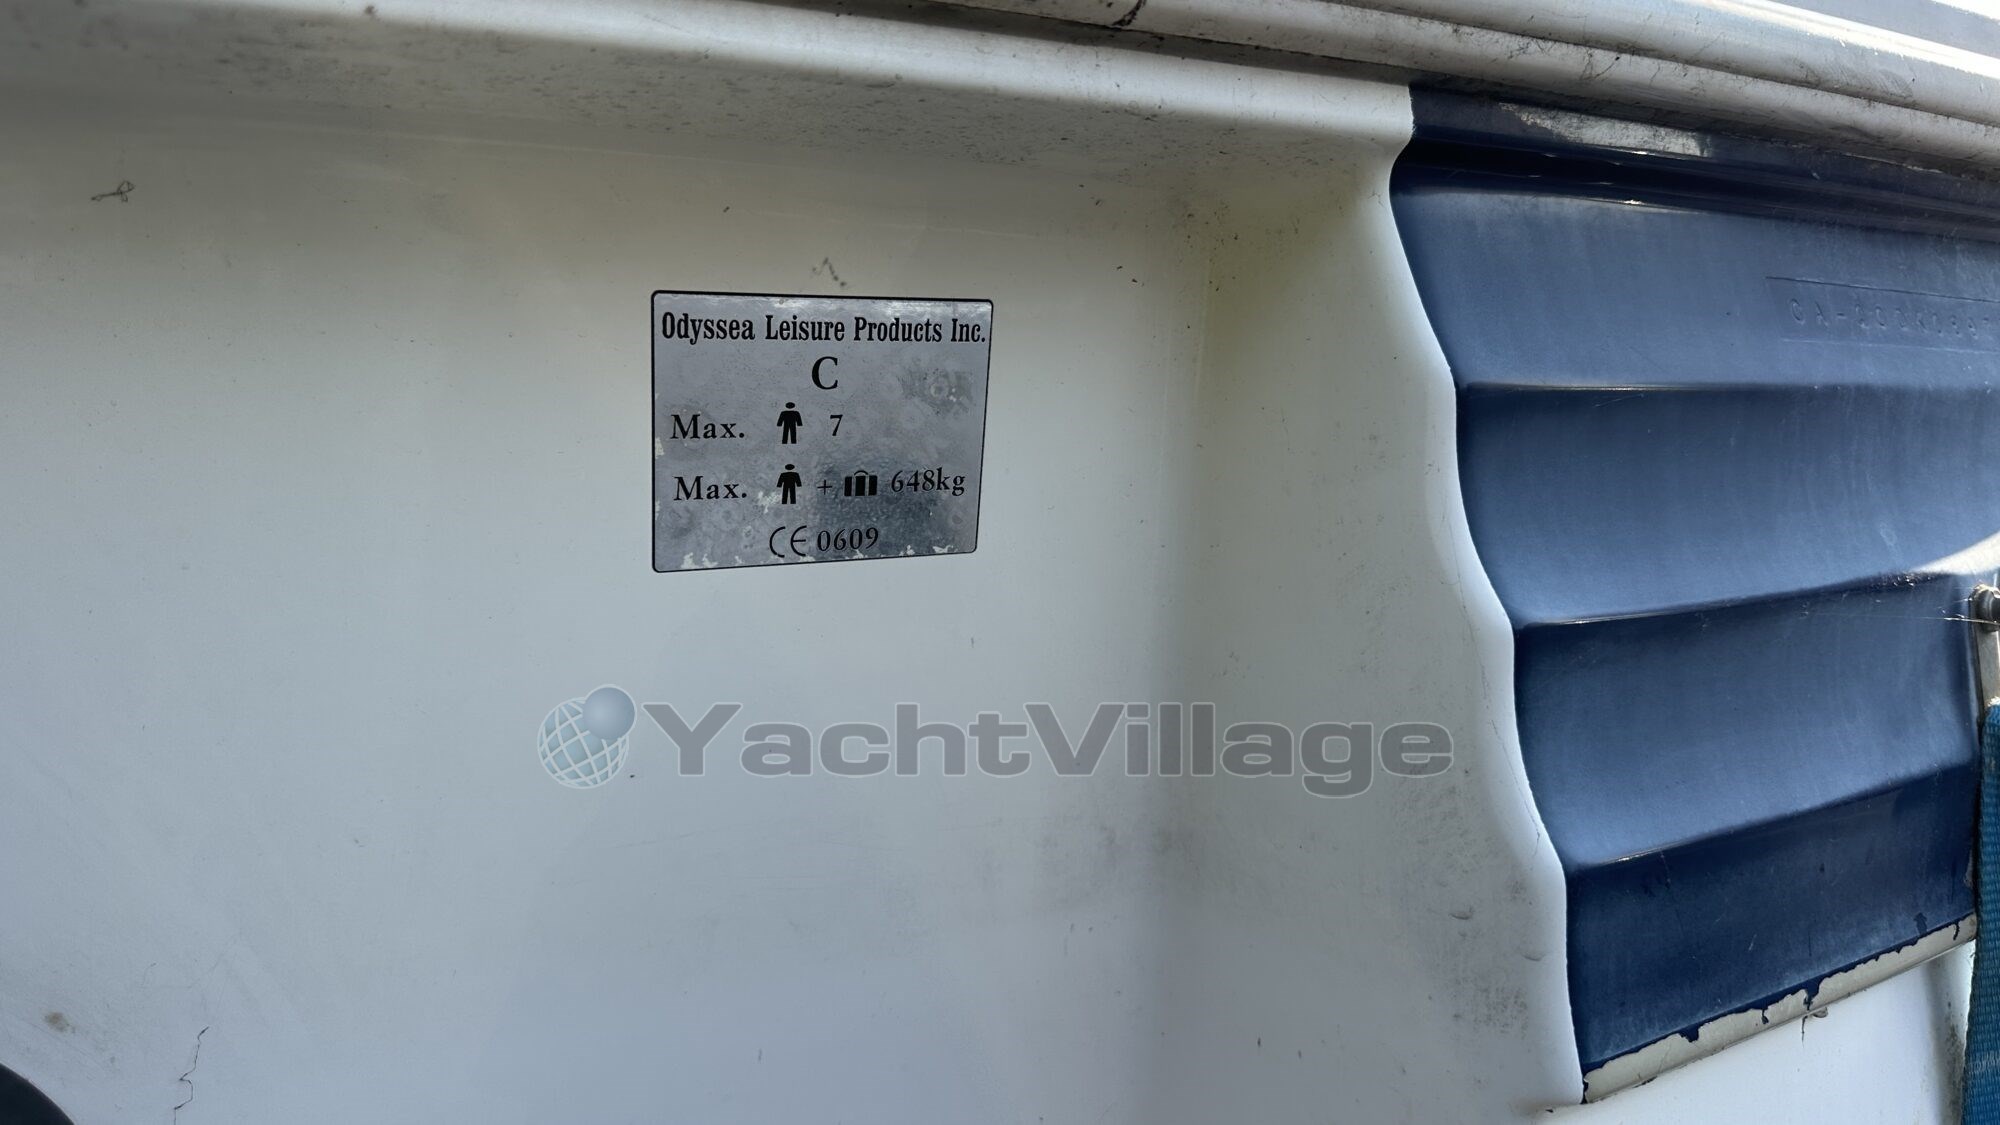 Odyssea Leisure Products Inc.
C
Max. 7
Max. + 648kg
CE 0609
YachtVillage